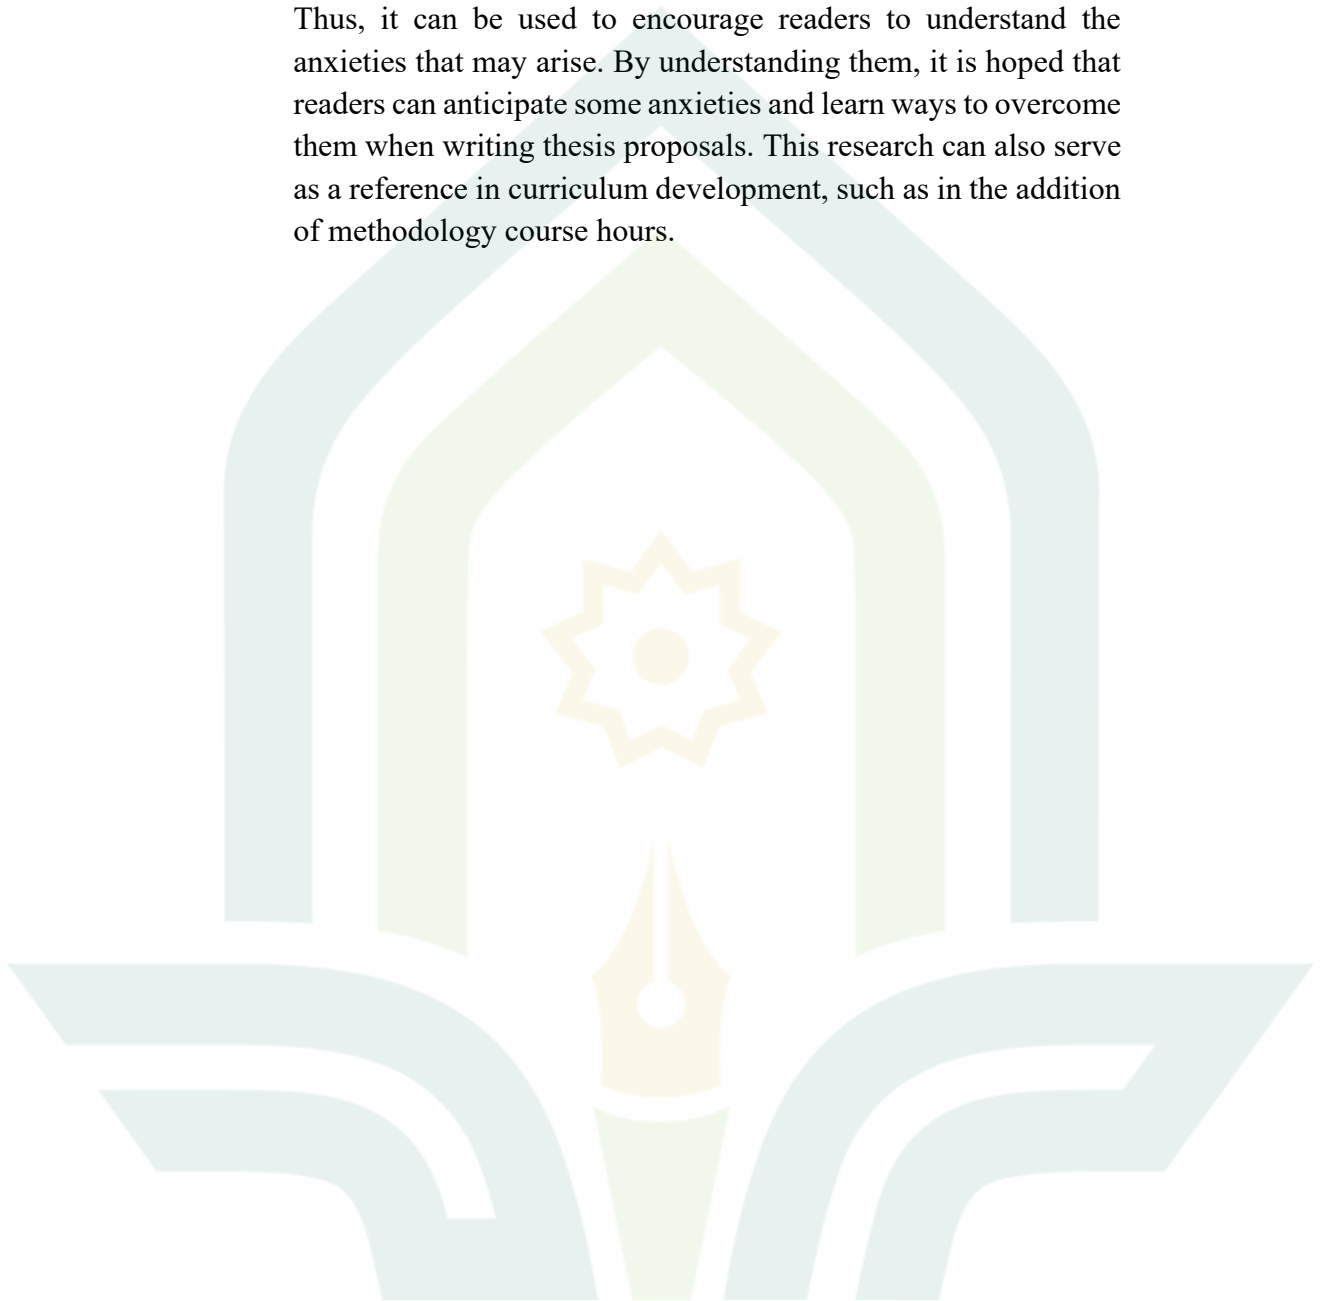 Thus, it can be used to encourage readers to understand the
anxieties that may arise. By understanding them, it is hoped that
readers can anticipate some anxieties and learn ways to overcome
them when writing thesis proposals. This research can also serve
as a reference in curriculum development, such as in the addition
of methodology course hours.